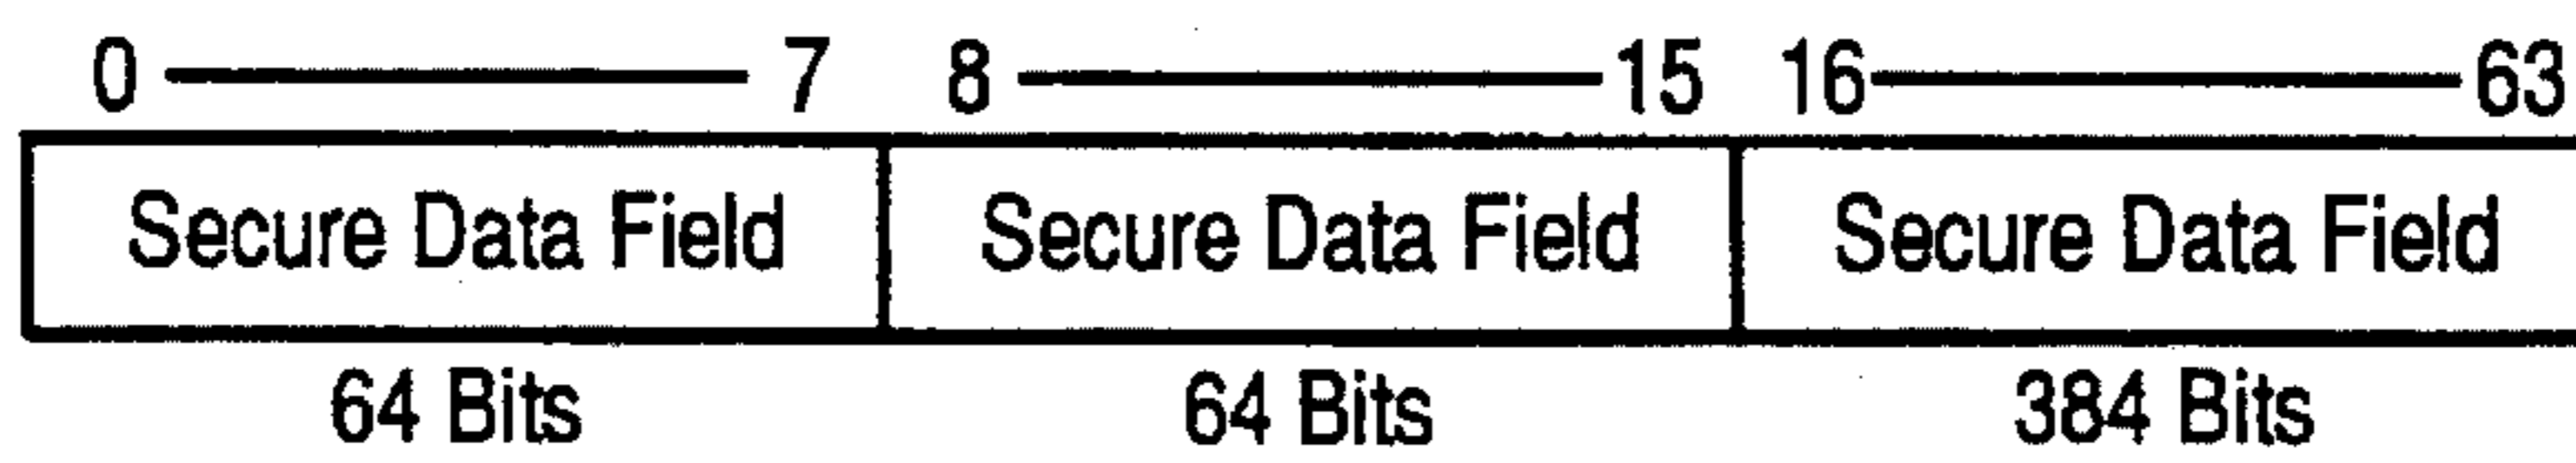 0 7 8 15 16 63
Secure Data Field Secure Data Field Secure Data Field
64 Bits 64 Bits 384 Bits